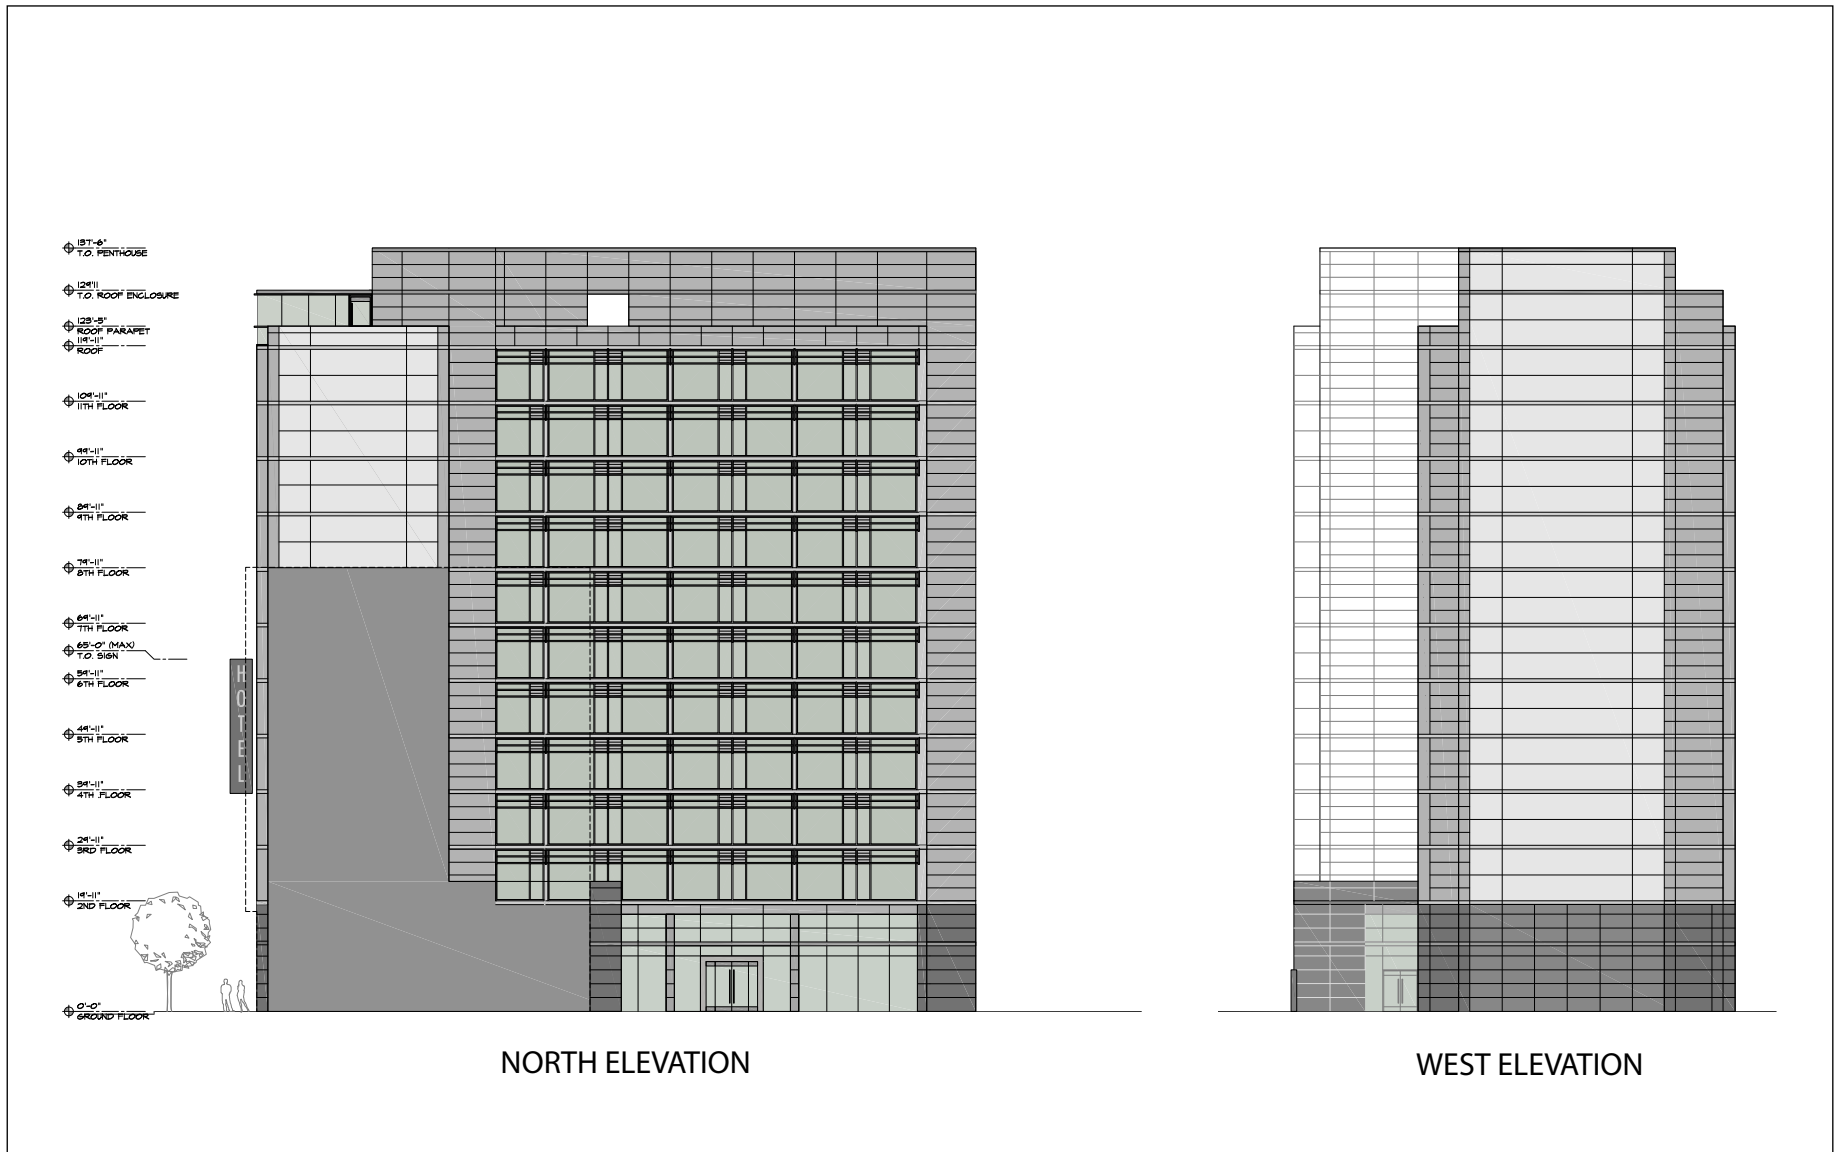 137'-6"
T.O. PENTHOUSE
129'11
T.O. ROOF ENCLOSURE
123'-5"
ROOF PARAPET
119'-11"
ROOF
109'-11"
11TH FLOOR
99'-11"
10TH FLOOR
89'-11"
9TH FLOOR
79'-11"
8TH FLOOR
69'-11"
7TH FLOOR
65'-0" (MAX)
T.O. SIGN
59'-11"
6TH FLOOR
49'-11"
5TH FLOOR
39'-11"
4TH FLOOR
29'-11"
3RD FLOOR
19'-11"
2ND FLOOR
0'-0"
GROUND FLOOR
HOTEL
NORTH ELEVATION
WEST ELEVATION